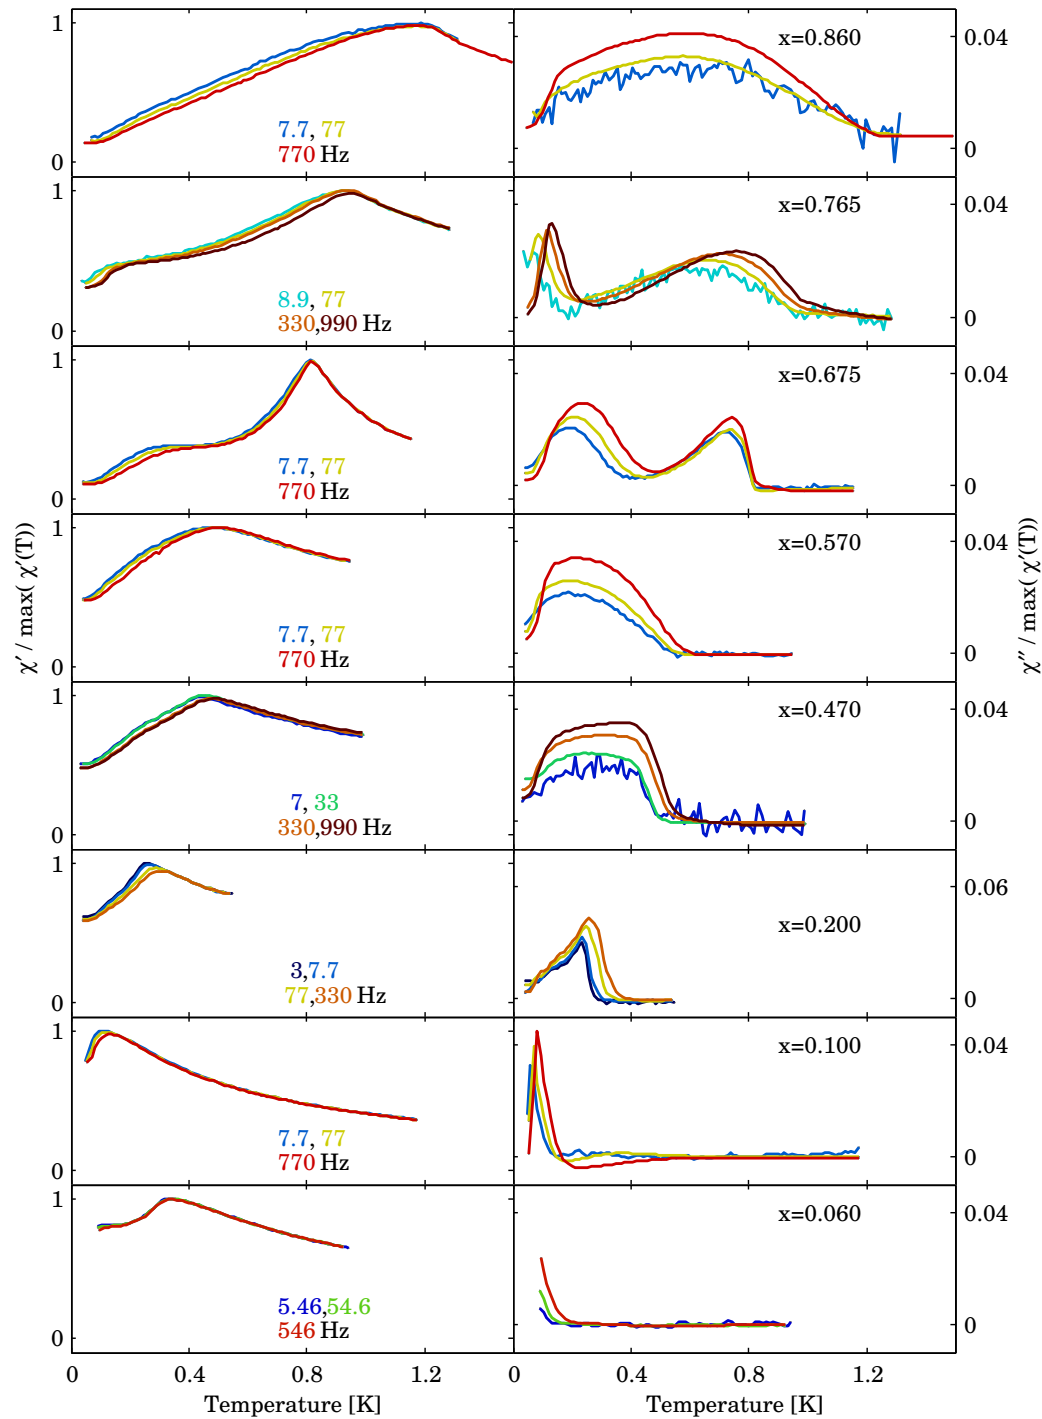 1
0
7.7, 77
770 Hz
x=0.860
0.04
0
1
0
8.9, 77
330,990 Hz
x=0.765
0.04
0
1
0
7.7, 77
770 Hz
x=0.675
0.04
0
1
0
7.7, 77
770 Hz
x=0.570
0.04
0
χ′ / max( χ′(T))
χ′′ / max( χ′(T))
1
0
7, 33
330,990 Hz
x=0.470
0.04
0
1
0
3,7.7
77,330 Hz
x=0.200
0.06
0
1
0
7.7, 77
770 Hz
x=0.100
0.04
0
1
0
5.46,54.6
546 Hz
x=0.060
0.04
0
0 0.4 0.8 1.2 0 0.4 0.8 1.2
Temperature [K] Temperature [K]